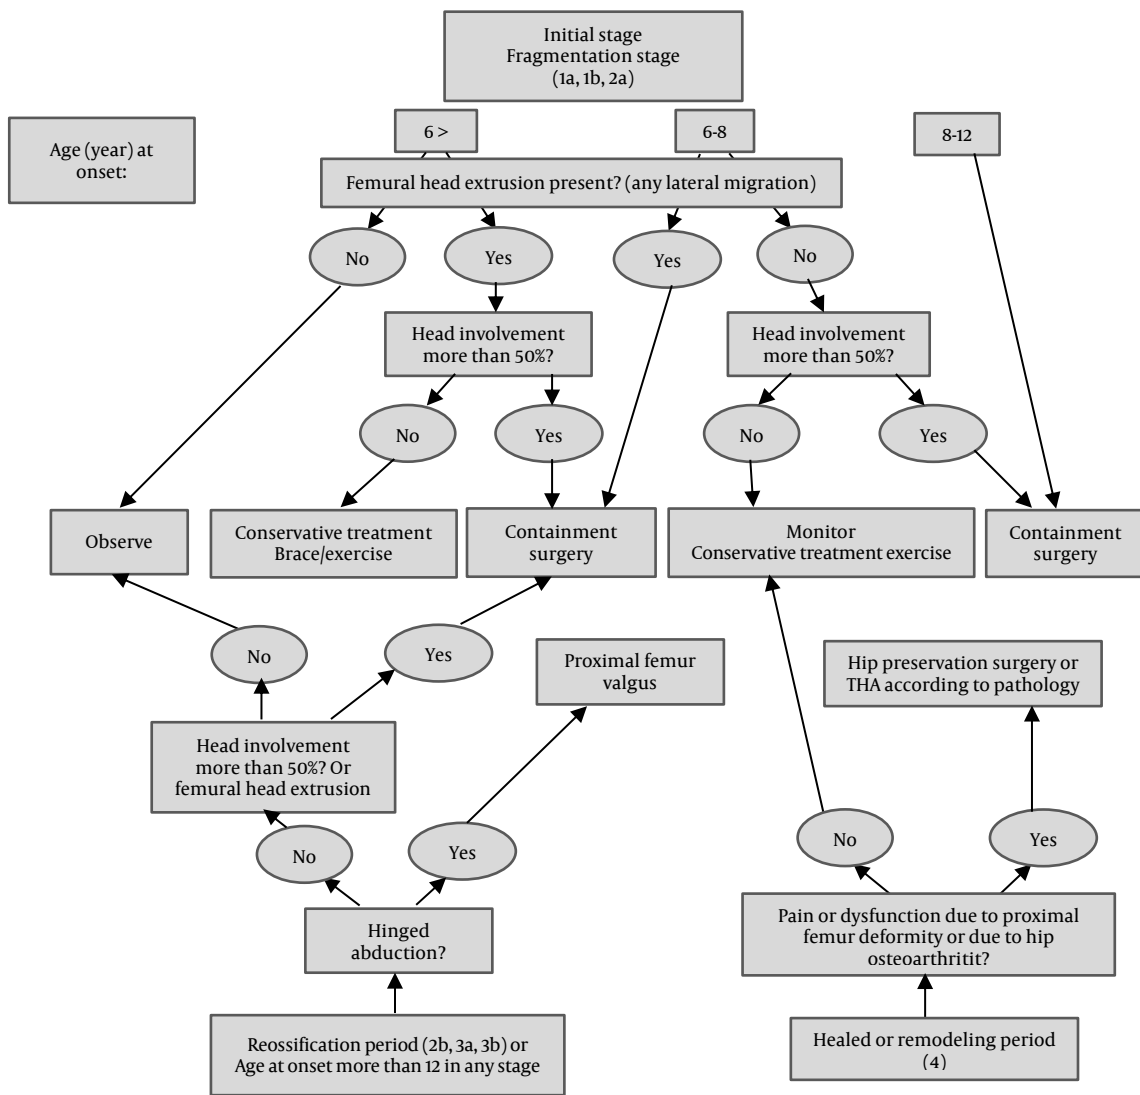 Initial stage
Fragmentation stage
(1a, 1b, 2a)
Age (year) at
onset:
6 >
6-8
8-12
Femural head extrusion present? (any lateral migration)
No
Yes
Yes
No
Head involvement
more than 50%?
Head involvement
more than 50%?
No
Yes
No
Yes
Observe
Conservative treatment
Brace/exercise
Containment
surgery
Monitor
Conservative treatment exercise
Containment
surgery
No
Yes
Proximal femur
valgus
Hip preservation surgery or
THA according to pathology
Head involvement
more than 50%? Or
femural head extrusion
No
Yes
No
Yes
Hinged
abduction?
Pain or dysfunction due to proximal
femur deformity or due to hip
osteoarthritit?
Reossification period (2b, 3a, 3b) or
Age at onset more than 12 in any stage
Healed or remodeling period
(4)